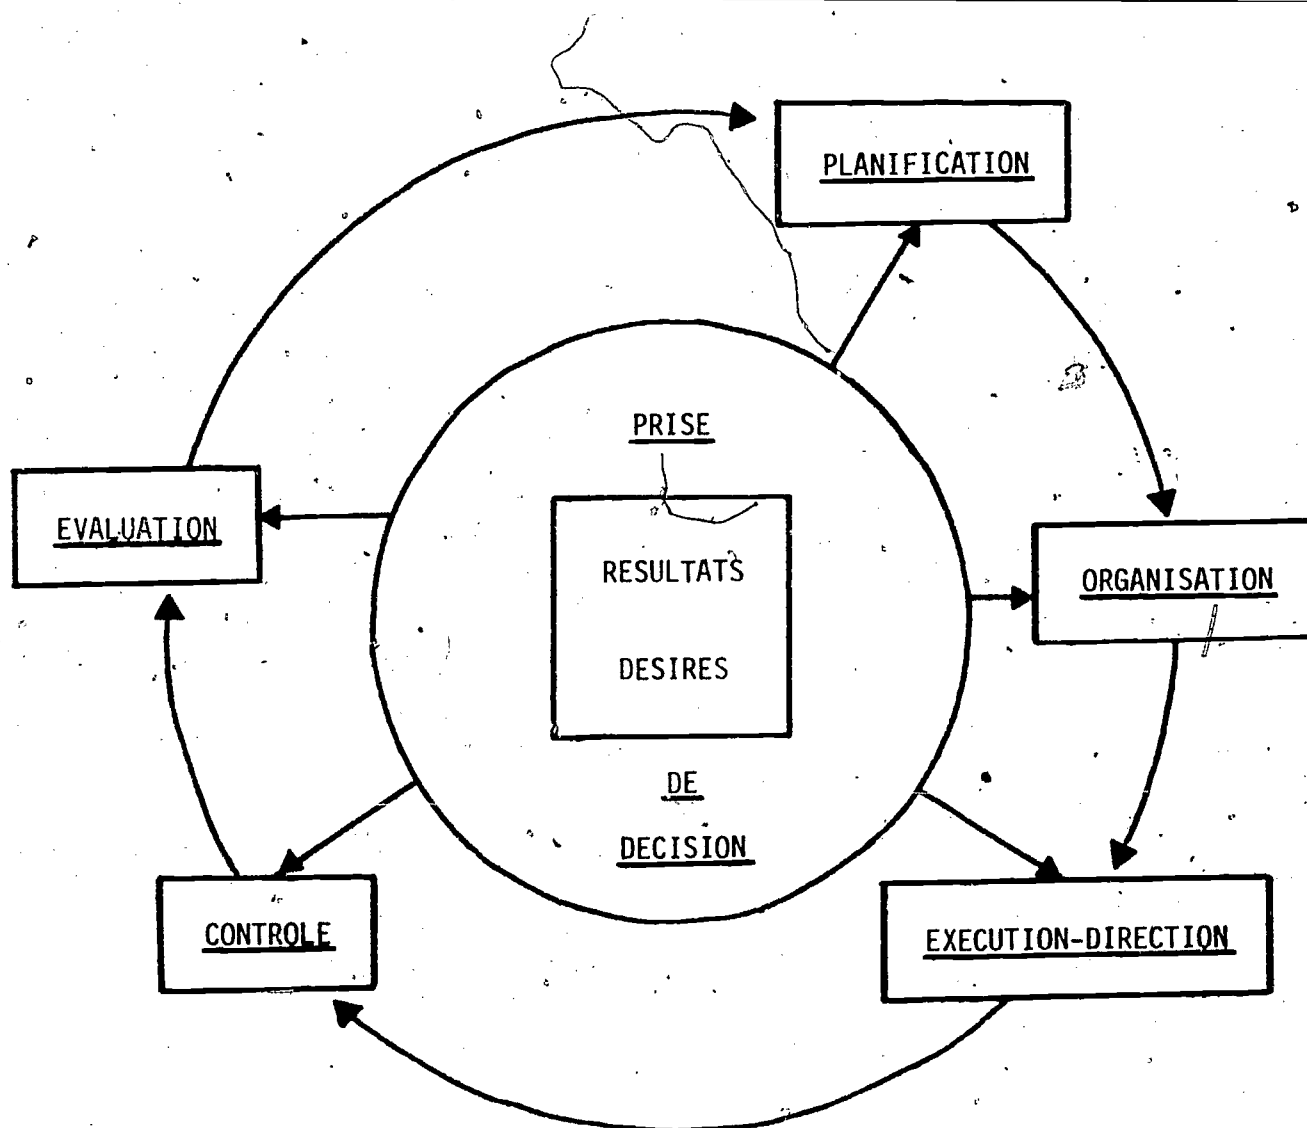 PLANIFICATION
PRISE
EVALUATION
RESULTATS
ORGANISATION
DESIRES
DE
DECISION
CONTROLE
EXECUTION-DIRECTION